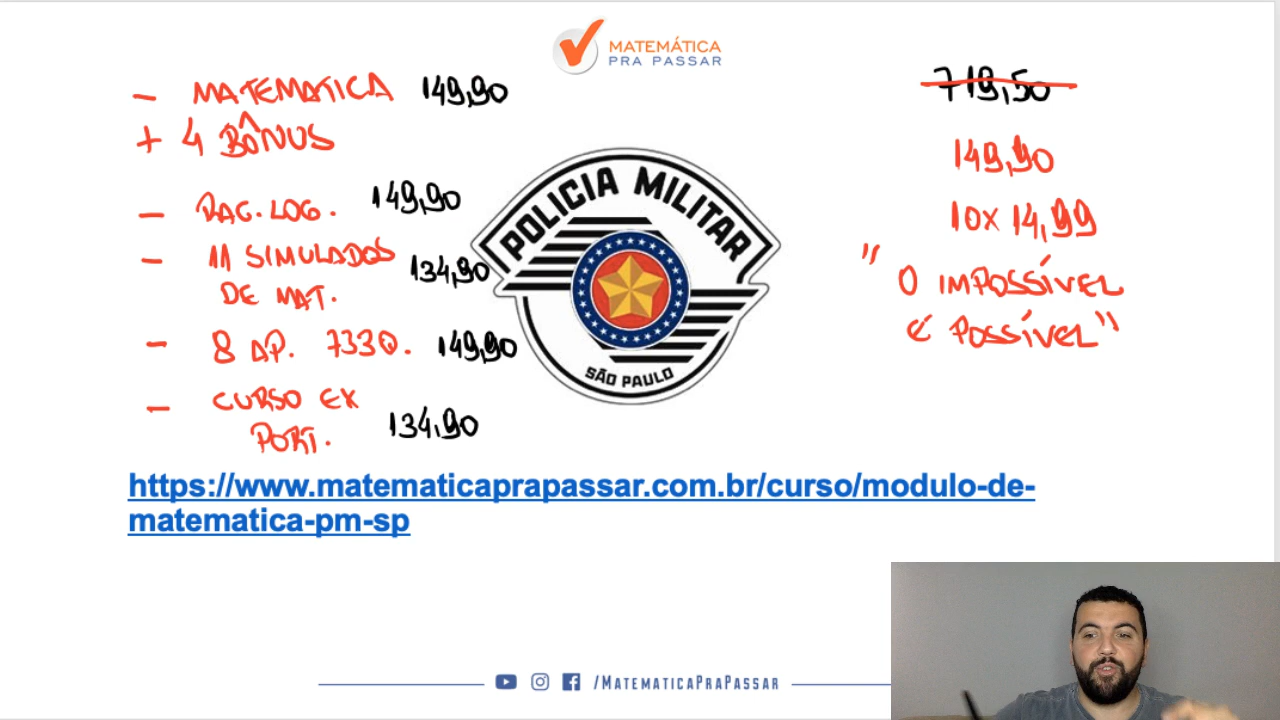 MATEMÁTICA
PRA PASSAR
- MATEMATICA 149,90
+ 4 BÔNUS
- RAC. LOG. 149,90
- 11 SIMULADOS
DE MAT. 134,90
- 8 AP. 7330. 149,90
- CURSO EX
PORT. 134,90
POLICIA MILITAR
SÃO PAULO
719,50
149,90
10x 14,99
"O IMPOSSÍVEL
É POSSÍVEL"
https://www.matematicaprapassar.com.br/curso/modulo-de-
matematica-pm-sp
/MATEMATICAPRAPASSAR